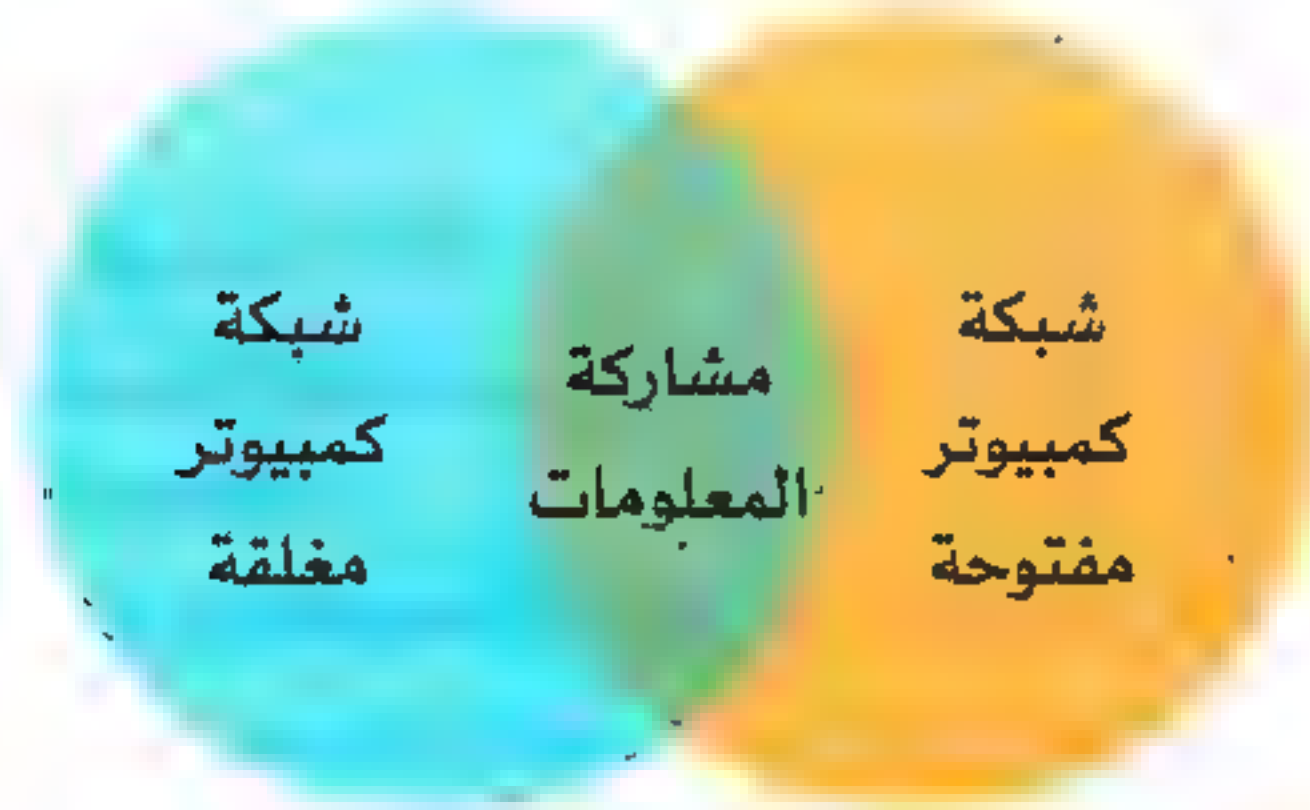 شبكة
كمبيوتر
مفتوحة
مشاركة
المعلومات
شبكة
كمبيوتر
مغلقة